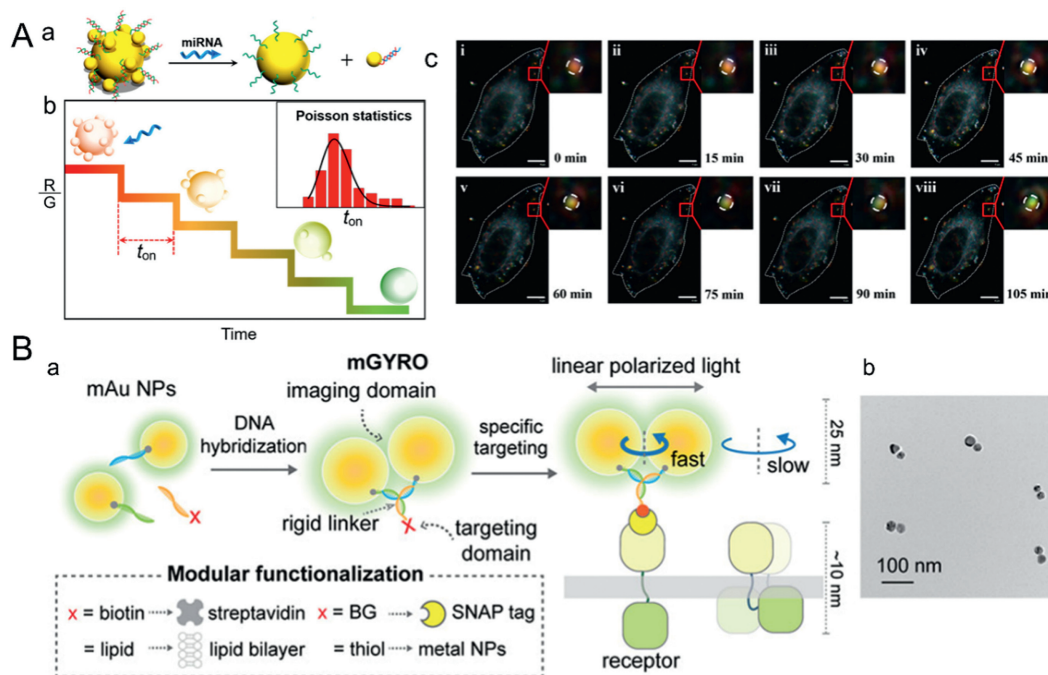 A
a
miRNA
+
b
R
G
Poisson statistics
t on
t on
Time
c
i
ii
iii
iv
0 min
15 min
30 min
45 min
v
vi
vii
viii
60 min
75 min
90 min
105 min
B
a
mAu NPs
DNA
hybridization
mGYRO
imaging domain
rigid linker
targeting
domain
x
x
specific
targeting
linear polarized light
fast
slow
25 nm
~10 nm
receptor
Modular functionalization
x = biotin streptavidin
x = BG SNAP tag
= lipid lipid bilayer
= thiol metal NPs
b
100 nm